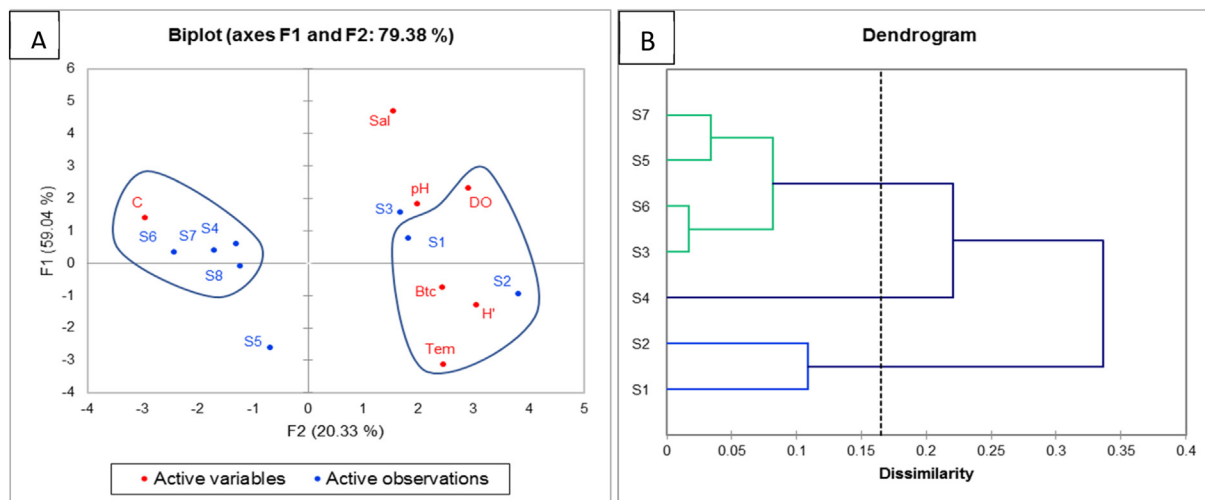 A
Biplot (axes F1 and F2: 79.38 %)
6
5
4
3
2
1
0
-1
-2
-3
-4
F1 (59.04 %)
Sal
pH
DO
S3
S1
C
S6
S7
S4
S8
Btc
S2
H'
Tem
S5
-4
-3
-2
-1
0
1
2
3
4
5
F2 (20.33 %)
Active variables
Active observations
B
Dendrogram
S7
S5
S6
S3
S4
S2
S1
0
0.05
0.1
0.15
0.2
0.25
0.3
0.35
0.4
Dissimilarity